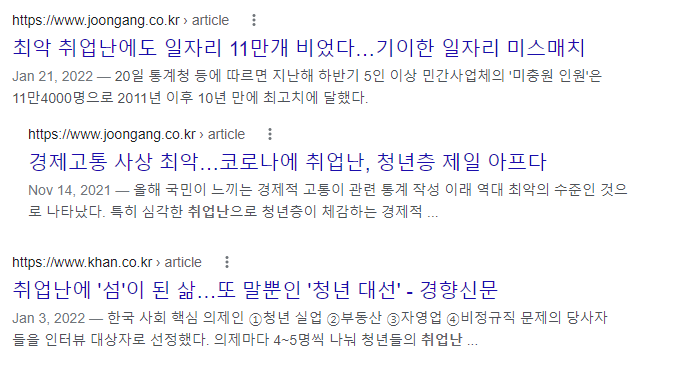 https://www.joongang.co.kr › article
최악 취업난에도 일자리 11만개 비었다…기이한 일자리 미스매치
Jan 21, 2022 — 20일 통계청 등에 따르면 지난해 하반기 5인 이상 민간사업체의 '미충원 인원'은
11만4000명으로 2011년 이후 10년 만에 최고치에 달했다.
https://www.joongang.co.kr › article
경제고통 사상 최악…코로나에 취업난, 청년층 제일 아프다
Nov 14, 2021 — 올해 국민이 느끼는 경제적 고통이 관련 통계 작성 이래 역대 최악의 수준인 것으
로 나타났다. 특히 심각한 취업난으로 청년층이 체감하는 경제적 ...
https://www.khan.co.kr › article
취업난에 '섬'이 된 삶…또 말뿐인 '청년 대선' - 경향신문
Jan 3, 2022 — 한국 사회 핵심 의제인 ①청년 실업 ②부동산 ③자영업 ④비정규직 문제의 당사자
들을 인터뷰 대상자로 선정했다. 의제마다 4~5명씩 나눠 청년들의 취업난 ...